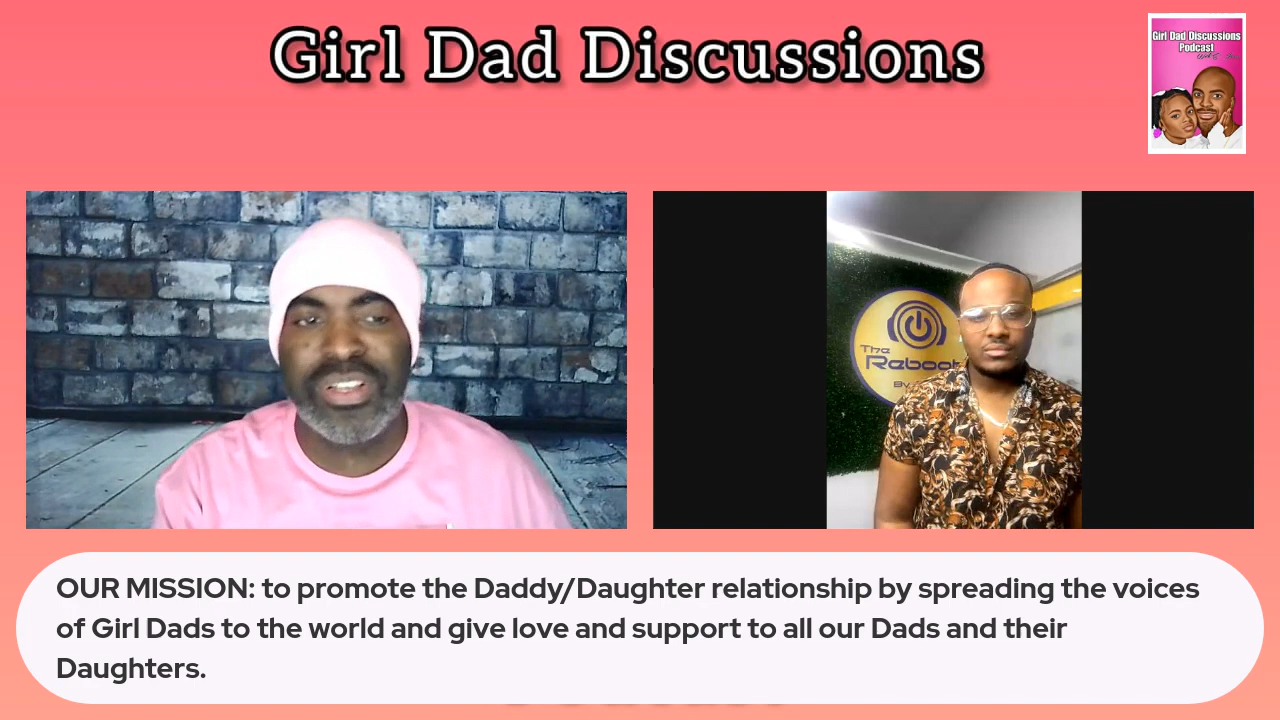 Girl Dad Discussions
Girl Dad Discussions
Podcast
The
Reboot
By
OUR MISSION: to promote the Daddy/Daughter relationship by spreading the voices
of Girl Dads to the world and give love and support to all our Dads and their
Daughters.